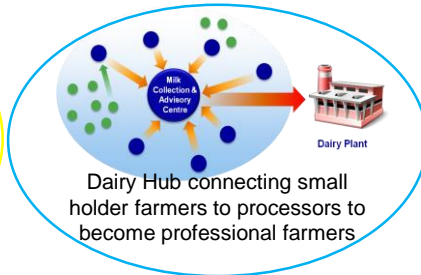 Milk
Collection &
Advisory
Centre
Dairy Plant
Dairy Hub connecting small
holder farmers to processors to
become professional farmers